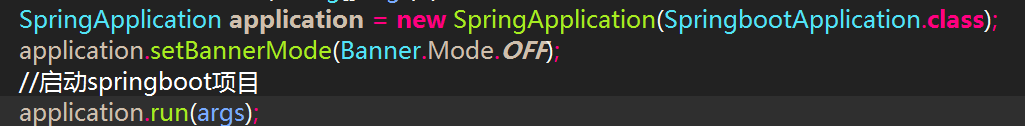 SpringApplication application = new SpringApplication(SpringbootApplication.class);
application.setBannerMode(Banner.Mode.OFF);
//启动springboot项目
application.run(args);